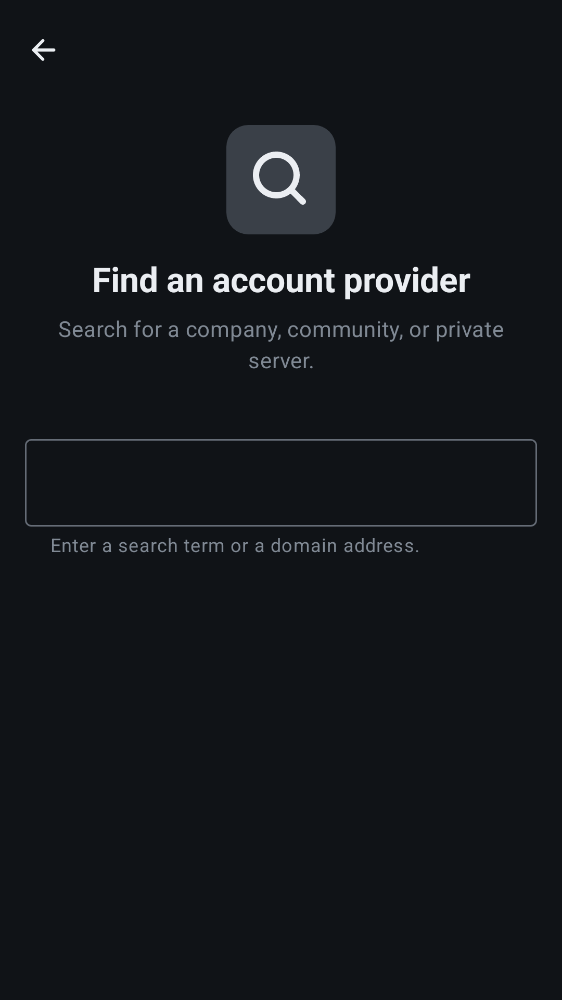 Find an account provider
Search for a company, community, or private
server.
Enter a search term or a domain address.